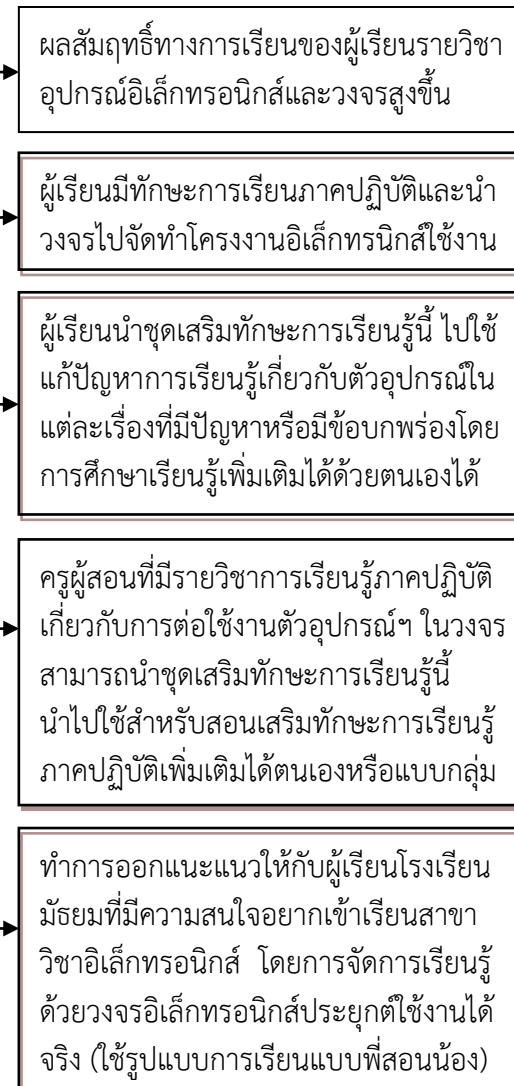 ผลสัมฤทธิ์ทางการเรียนของผู้เรียนรายวิชา
อุปกรณ์อิเล็กทรอนิกส์และวงจรสูงขึ้น
ผู้เรียนมีทักษะการเรียนภาคปฏิบัติและนำ
วงจรไปจัดทำโครงงานอิเล็กทรนิกส์ใช้งาน
ผู้เรียนนำชุดเสริมทักษะการเรียนรู้นี้ ไปใช้
แก้ปัญหาการเรียนรู้เกี่ยวกับตัวอุปกรณ์ใน
แต่ละเรื่องที่มีปัญหาหรือมีข้อบกพร่องโดย
การศึกษาเรียนรู้เพิ่มเติมได้ด้วยตนเองได้
ครูผู้สอนที่มีรายวิชาการเรียนรู้ภาคปฏิบัติ
เกี่ยวกับการต่อใช้งานตัวอุปกรณ์ฯ ในวงจร
สามารถนำชุดเสริมทักษะการเรียนรู้นี้
นำไปใช้สำหรับสอนเสริมทักษะการเรียนรู้
ภาคปฏิบัติเพิ่มเติมได้ตนเองหรือแบบกลุ่ม
ทำการออกแนะแนวให้กับผู้เรียนโรงเรียน
มัธยมที่มีความสนใจอยากเข้าเรียนสาขา
วิชาอิเล็กทรอนิกส์ โดยการจัดการเรียนรู้
ด้วยวงจรอิเล็กทรอนิกส์ประยุกต์ใช้งานได้
จริง (ใช้รูปแบบการเรียนแบบพี่สอนน้อง)